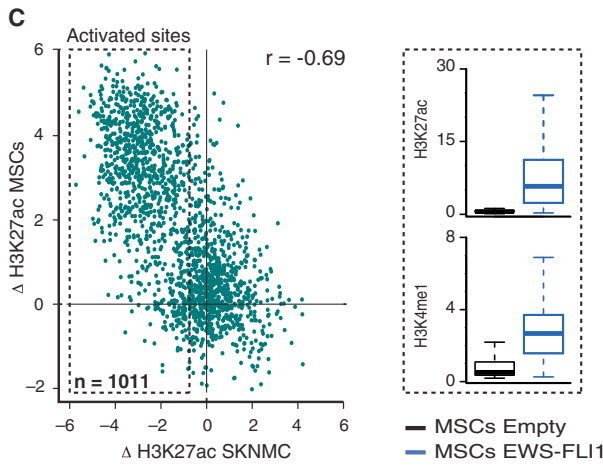 C
Activated sites
r = -0.69
6
4
2
0
−2
Δ H3K27ac MSCs
n = 1011
−6 −4 −2 0 2 4 6
Δ H3K27ac SKNMC
30
15
0
H3K27ac
8
4
0
H3K4me1
MSCs Empty
MSCs EWS-FLI1